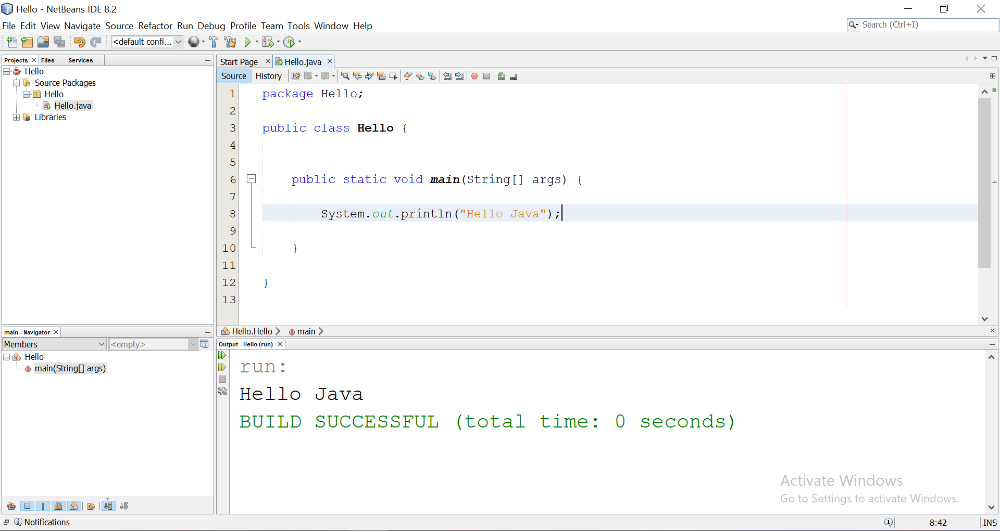 Hello - NetBeans IDE 8.2
File Edit View Navigate Source Refactor Run Debug Profile Team Tools Window Help
Search (Ctrl+I)
<default confi...
Projects Files Services
Hello
Source Packages
Hello
Hello.java
Libraries
Start Page Hello.java
Source History
1 package Hello;
2
3 public class Hello {
4
5
6 public static void main(String[] args) {
7
8 System.out.println("Hello Java");
9
10 }
11
12 }
13
Hello.Hello main
main - Navigator
Members <empty>
Hello
main(String[] args)
Output - Hello (run)
run:
Hello Java
BUILD SUCCESSFUL (total time: 0 seconds)
Activate Windows
Go to Settings to activate Windows.
Notifications
8:42 INS